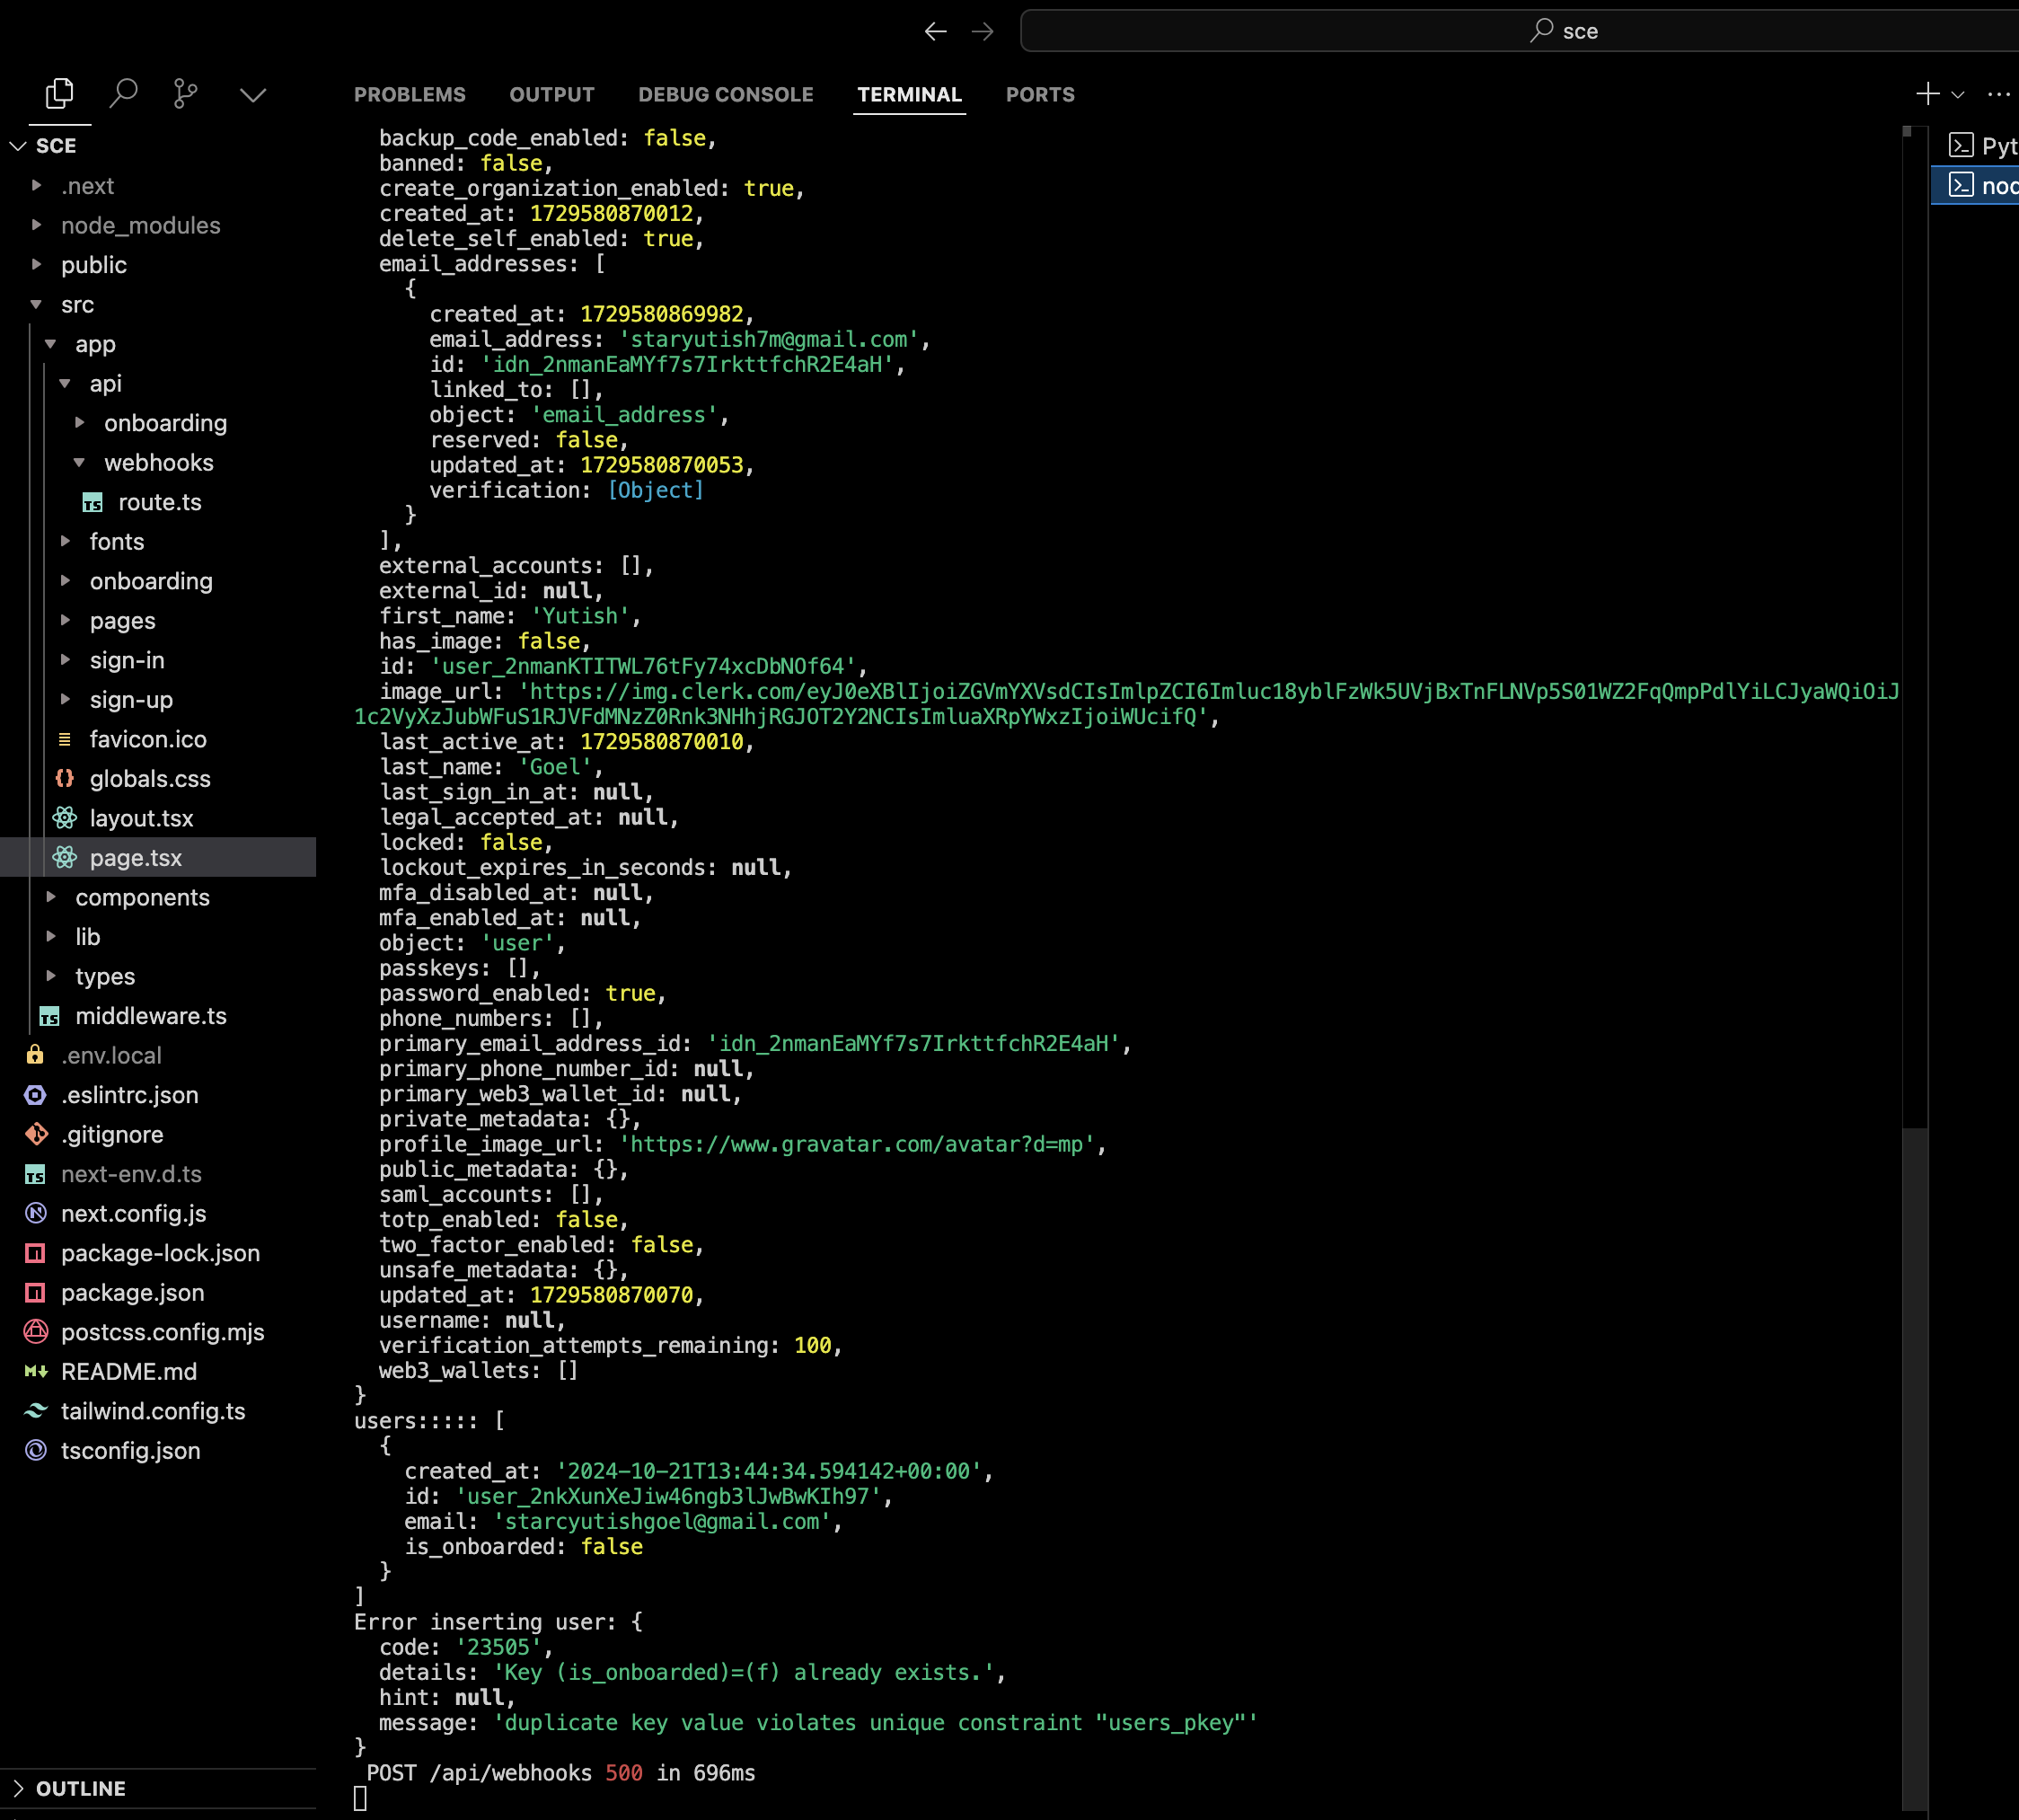 sce
PROBLEMS OUTPUT DEBUG CONSOLE TERMINAL PORTS
SCE
.next
node_modules
public
src
app
api
onboarding
webhooks
route.ts
fonts
onboarding
pages
sign-in
sign-up
favicon.ico
globals.css
layout.tsx
page.tsx
components
lib
types
middleware.ts
.env.local
.eslintrc.json
.gitignore
next-env.d.ts
next.config.js
package-lock.json
package.json
postcss.config.mjs
README.md
tailwind.config.ts
tsconfig.json
OUTLINE
backup_code_enabled: false,
banned: false,
create_organization_enabled: true,
created_at: 1729580870012,
delete_self_enabled: true,
email_addresses: [
{
created_at: 1729580869982,
email_address: 'staryutish7m@gmail.com',
id: 'idn_2nmanEaMYf7s7IrkttfchR2E4aH',
linked_to: [],
object: 'email_address',
reserved: false,
updated_at: 1729580870053,
verification: [Object]
}
],
external_accounts: [],
external_id: null,
first_name: 'Yutish',
has_image: false,
id: 'user_2nmanKTITWL76tFy74xcDbNOf64',
image_url: 'https://img.clerk.com/eyJ0eXBlIjoiZGVmYXVsdCIsImlpZCI6Imluc18yblFzWk5UVjBxTnFLNVp5S01WZ2FqQmpPdlYiLCJyaWQiOiJ
1c2VyXzJubWFuS1RJVFdMNzZ0Rnk3NHhjRGJOT2Y2NCIsImluaXRpYWxzIjoiWUcifQ',
last_active_at: 1729580870010,
last_name: 'Goel',
last_sign_in_at: null,
legal_accepted_at: null,
locked: false,
lockout_expires_in_seconds: null,
mfa_disabled_at: null,
mfa_enabled_at: null,
object: 'user',
passkeys: [],
password_enabled: true,
phone_numbers: [],
primary_email_address_id: 'idn_2nmanEaMYf7s7IrkttfchR2E4aH',
primary_phone_number_id: null,
primary_web3_wallet_id: null,
private_metadata: {},
profile_image_url: 'https://www.gravatar.com/avatar?d=mp',
public_metadata: {},
saml_accounts: [],
totp_enabled: false,
two_factor_enabled: false,
unsafe_metadata: {},
updated_at: 1729580870070,
username: null,
verification_attempts_remaining: 100,
web3_wallets: []
}
users::::: [
{
created_at: '2024-10-21T13:44:34.594142+00:00',
id: 'user_2nkXunXeJiw46ngb3lJwBwKIh97',
email: 'starcyutishgoel@gmail.com',
is_onboarded: false
}
]
Error inserting user: {
code: '23505',
details: 'Key (is_onboarded)=(f) already exists.',
hint: null,
message: 'duplicate key value violates unique constraint "users_pkey"'
}
POST /api/webhooks 500 in 696ms
Pyt
nod